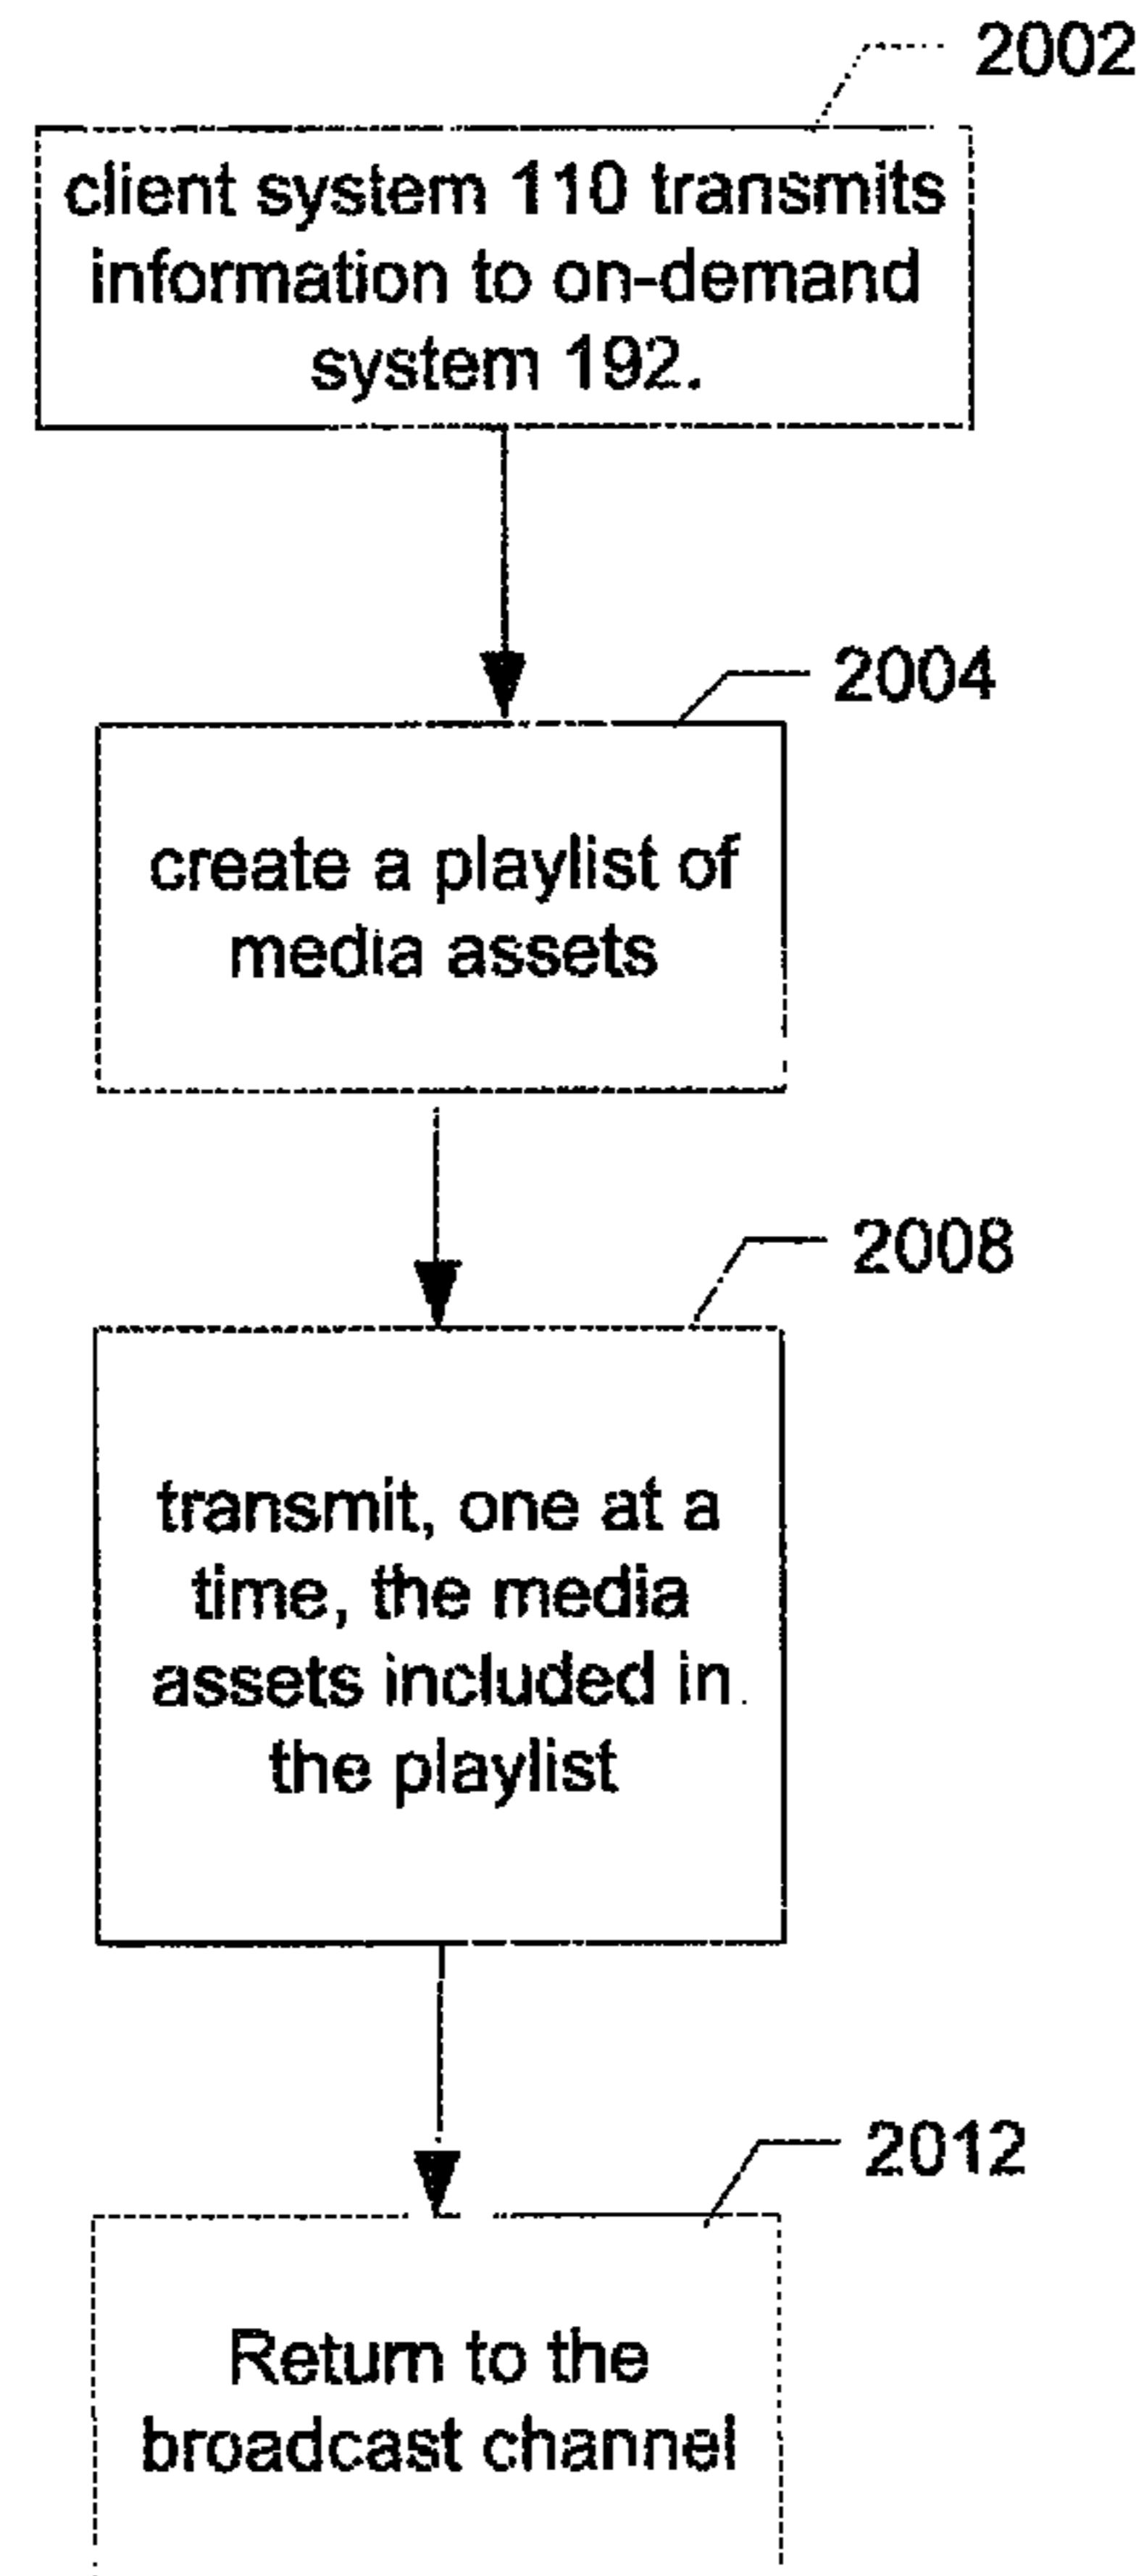 2002
client system 110 transmits
information to on-demand
system 192.
2004
create a playlist of
media assets
2008
transmit, one at a
time, the media
assets included in
the playlist
2012
Return to the
broadcast channel